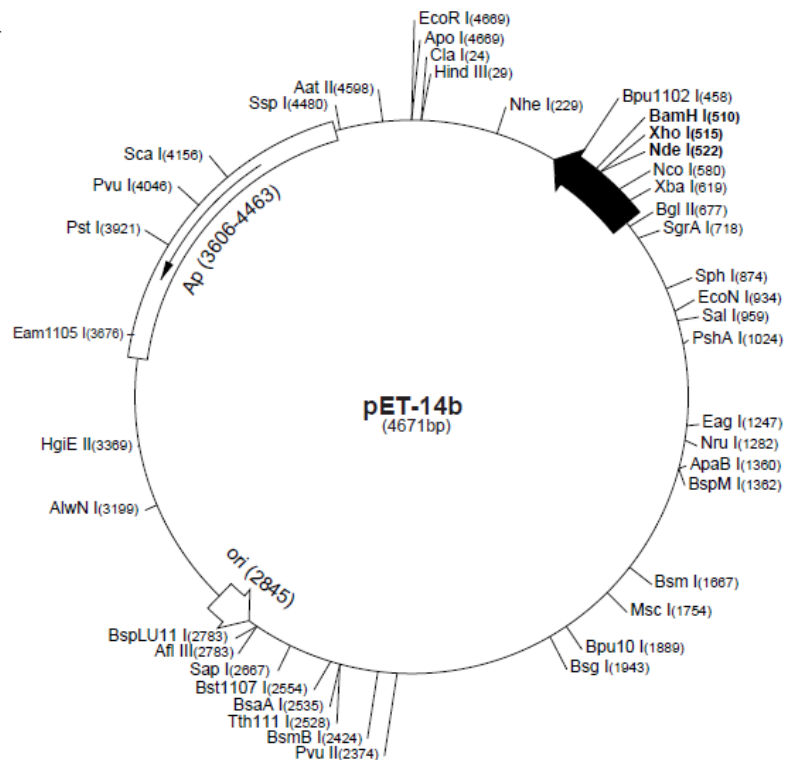 EcoR I(4669)
Apo I(4669)
Cla I(24)
Hind III(29)
Nhe I(229)
Bpu1102 I(458)
BamH I(510)
Xho I(515)
Nde I(522)
Nco I(580)
Xba I(619)
Bgl II(677)
SgrA I(718)
Sph I(874)
EcoN I(934)
Sal I(959)
PshA I(1024)
Eag I(1247)
Nru I(1282)
ApaB I(1360)
BspM I(1362)
Bsm I(1667)
Msc I(1754)
Bpu10 I(1889)
Bsg I(1943)
Pvu II(2374)
BsmB I(2424)
Tth111 I(2528)
BsaA I(2535)
Bst1107 I(2554)
Sap I(2667)
Afl III(2783)
BspLU11 I(2783)
ori (2845)
AlwN I(3199)
HgiE II(3369)
Eam1105 I(3676)
Pst I(3921)
Pvu I(4046)
Sca I(4156)
Ssp I(4480)
Aat II(4598)
Ap (3606-4463)
pET-14b
(4671bp)